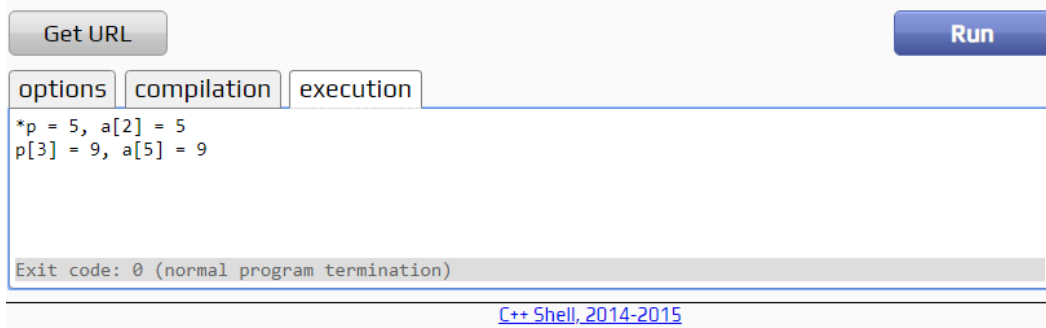 Get URL
Run
options compilation execution
*p = 5, a[2] = 5
p[3] = 9, a[5] = 9
Exit code: 0 (normal program termination)
C++ Shell, 2014-2015